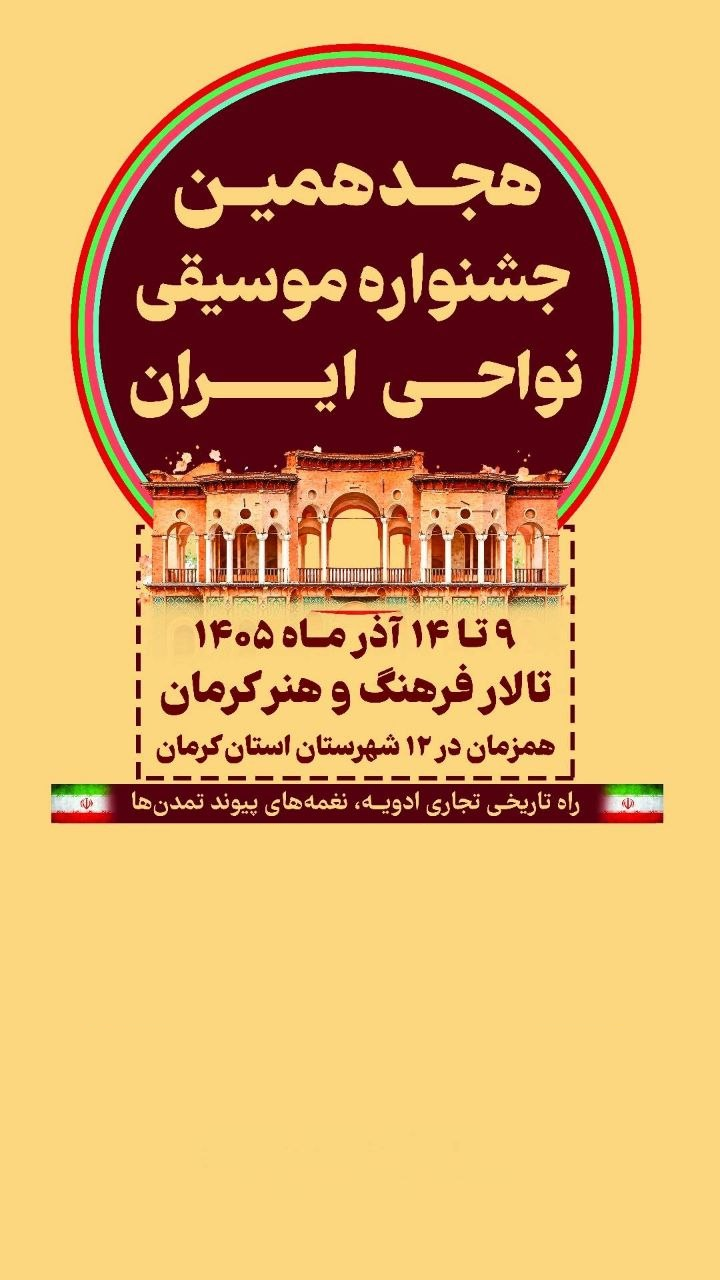 هجدهمین
جشنواره موسیقی
نواحی ایران
۹ تا ۱۴ آذر ماه ۱۴۰۵
تالار فرهنگ و هنر کرمان
همزمان در ۱۲ شهرستان استان کرمان
راه تاریخی تجاری ادویه، نغمه‌های پیوند تمدن‌ها